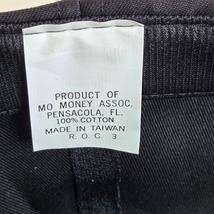 PRODUCT OF
MO MONEY ASSOC.
PENSACOLA, FL.
100% COTTON
MADE IN TAIWAN
R. O. C. 3